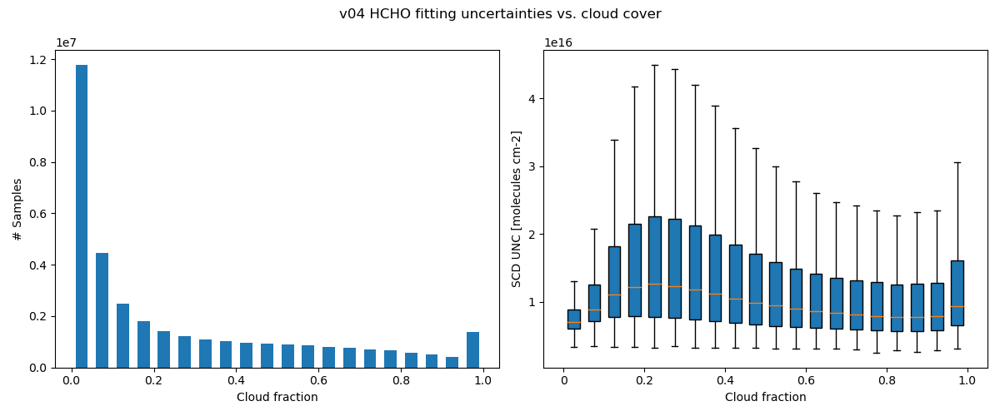 v04 HCHO fitting uncertainties vs. cloud cover
1e7
1.2
1.0
0.8
0.6
0.4
0.2
0.0
# Samples
0.0 0.2 0.4 0.6 0.8 1.0
Cloud fraction
1e16
4
3
2
1
SCD UNC [molecules cm-2]
0 0.2 0.4 0.6 0.8 1.0
Cloud fraction